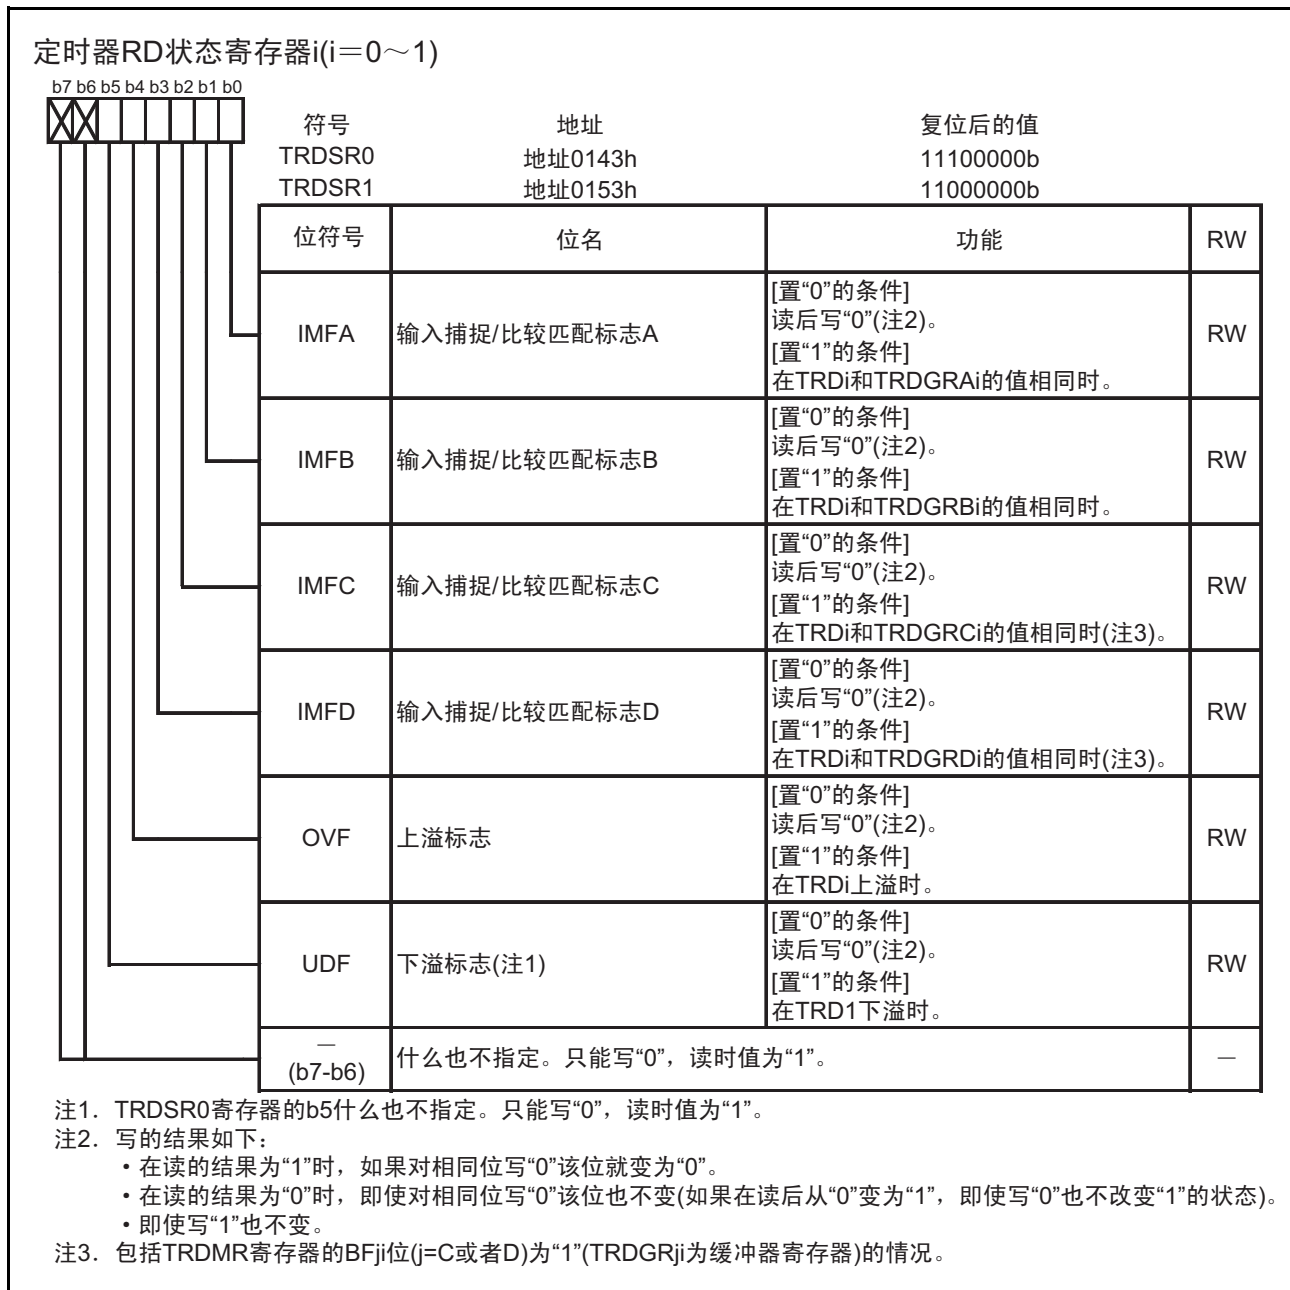 定时器RD状态寄存器i(i＝0～1)
b7 b6 b5 b4 b3 b2 b1 b0
符号 地址 复位后的值
TRDSR0 地址0143h 11100000b
TRDSR1 地址0153h 11000000b
位符号 位名 功能 RW
[置“0”的条件]
读后写“0”(注2)。
IMFA 输入捕捉/比较匹配标志A RW
[置“1”的条件]
在TRDi和TRDGRAi的值相同时。
[置“0”的条件]
读后写“0”(注2)。
IMFB 输入捕捉/比较匹配标志B RW
[置“1”的条件]
在TRDi和TRDGRBi的值相同时。
[置“0”的条件]
读后写“0”(注2)。
IMFC 输入捕捉/比较匹配标志C RW
[置“1”的条件]
在TRDi和TRDGRCi的值相同时(注3)。
[置“0”的条件]
读后写“0”(注2)。
IMFD 输入捕捉/比较匹配标志D RW
[置“1”的条件]
在TRDi和TRDGRDi的值相同时(注3)。
[置“0”的条件]
读后写“0”(注2)。
OVF 上溢标志 RW
[置“1”的条件]
在TRDi上溢时。
[置“0”的条件]
读后写“0”(注2)。
UDF 下溢标志(注1) RW
[置“1”的条件]
在TRD1下溢时。
—
(b7-b6) 什么也不指定。只能写“0”，读时值为“1”。 —
注1. TRDSR0寄存器的b5什么也不指定。只能写“0”，读时值为“1”。
注2. 写的结果如下：
・在读的结果为“1”时，如果对相同位写“0”该位就变为“0”。
・在读的结果为“0”时，即使对相同位写“0”该位也不变(如果在读后从“0”变为“1”，即使写“0”也不改变“1”的状态)。
・即使写“1”也不变。
注3. 包括TRDMR寄存器的BFji位(j=C或者D)为“1”(TRDGRji为缓冲器寄存器)的情况。